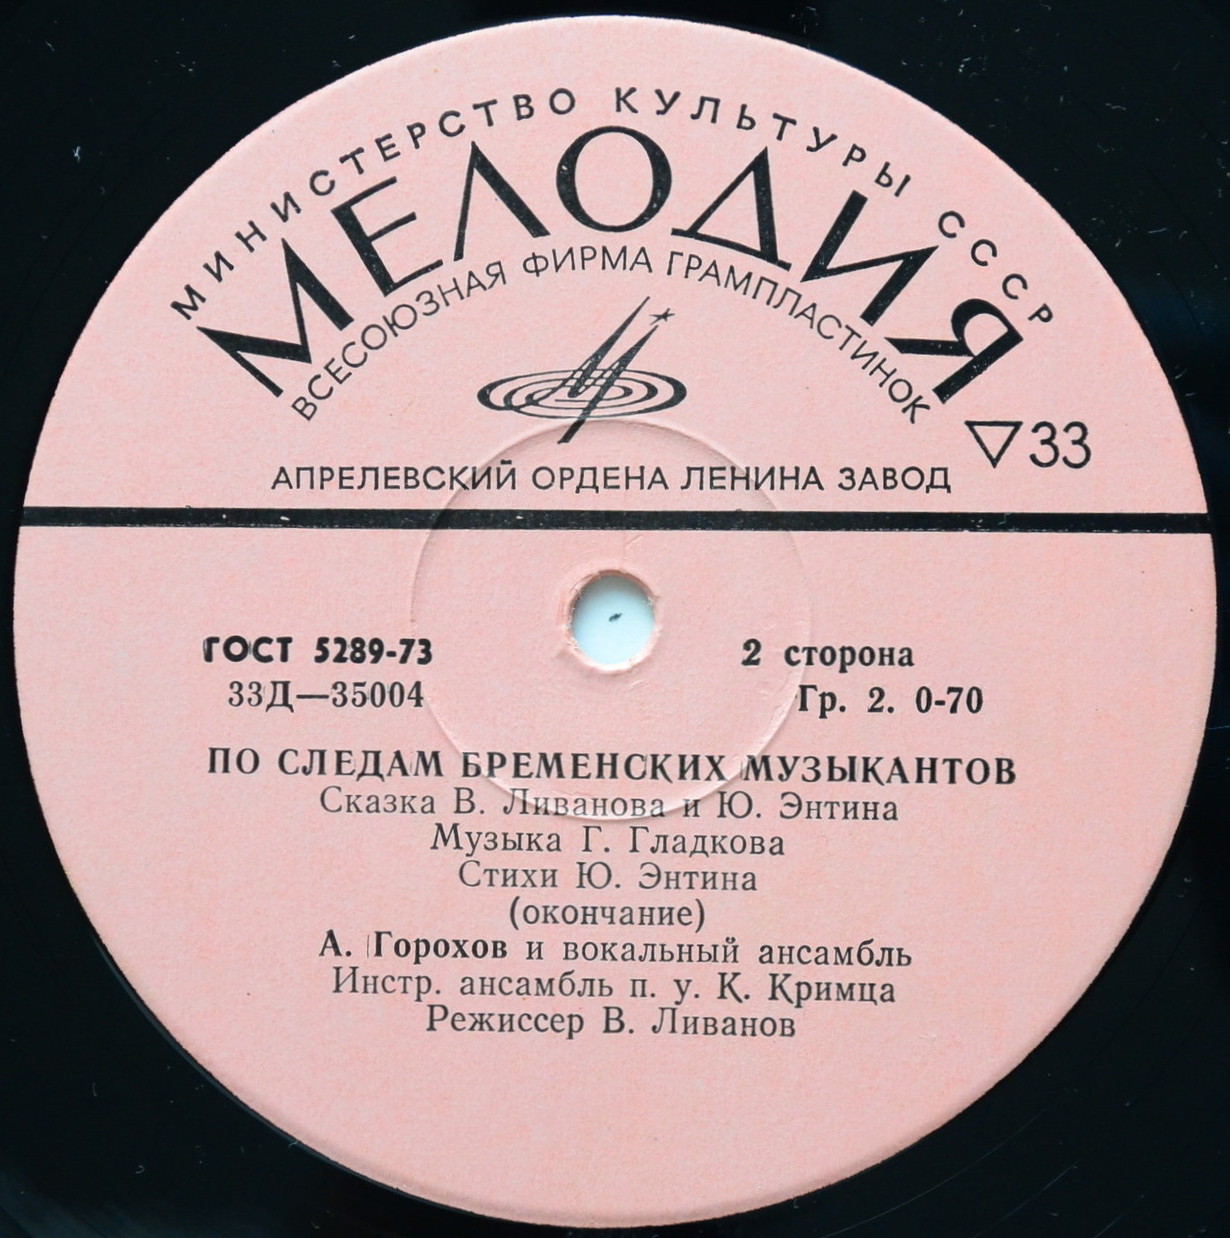 МИНИСТЕРСТВО КУЛЬТУРЫ СССР
МЕЛОДИЯ
ВСЕСОЮЗНАЯ ФИРМА ГРАМПЛАСТИНОК
▽33
АПРЕЛЕВСКИЙ ОРДЕНА ЛЕНИНА ЗАВОД
ГОСТ 5289-73
2 сторона
33Д—35004
Гр. 2. 0-70
ПО СЛЕДАМ БРЕМЕНСКИХ МУЗЫКАНТОВ
Сказка В. Ливанова и Ю. Энтина
Музыка Г. Гладкова
Стихи Ю. Энтина
(окончание)
А. Горохов и вокальный ансамбль
Инстр. ансамбль п. у. К. Кримца
Режиссер В. Ливанов